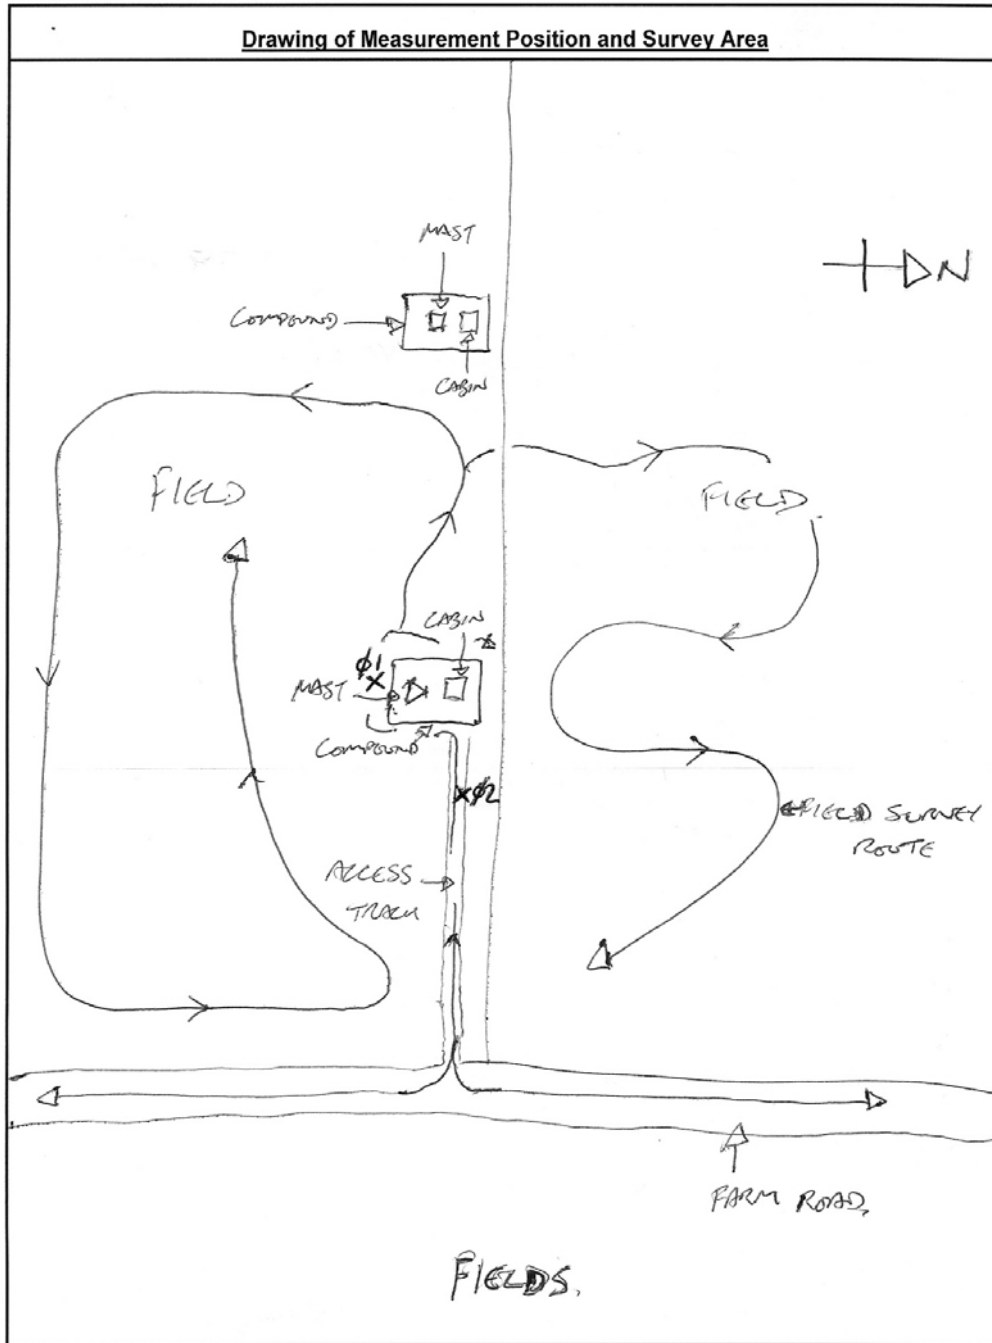 Drawing of Measurement Position and Survey Area
MAST
N
COMPOUND
CABIN
FIELD
FIELD
CABIN
Ø1
X
MAST
COMPOUND
XØ2
FIELD SURVEY
ROUTE
ACCESS
TRACK
FARM ROAD,
FIELDS.